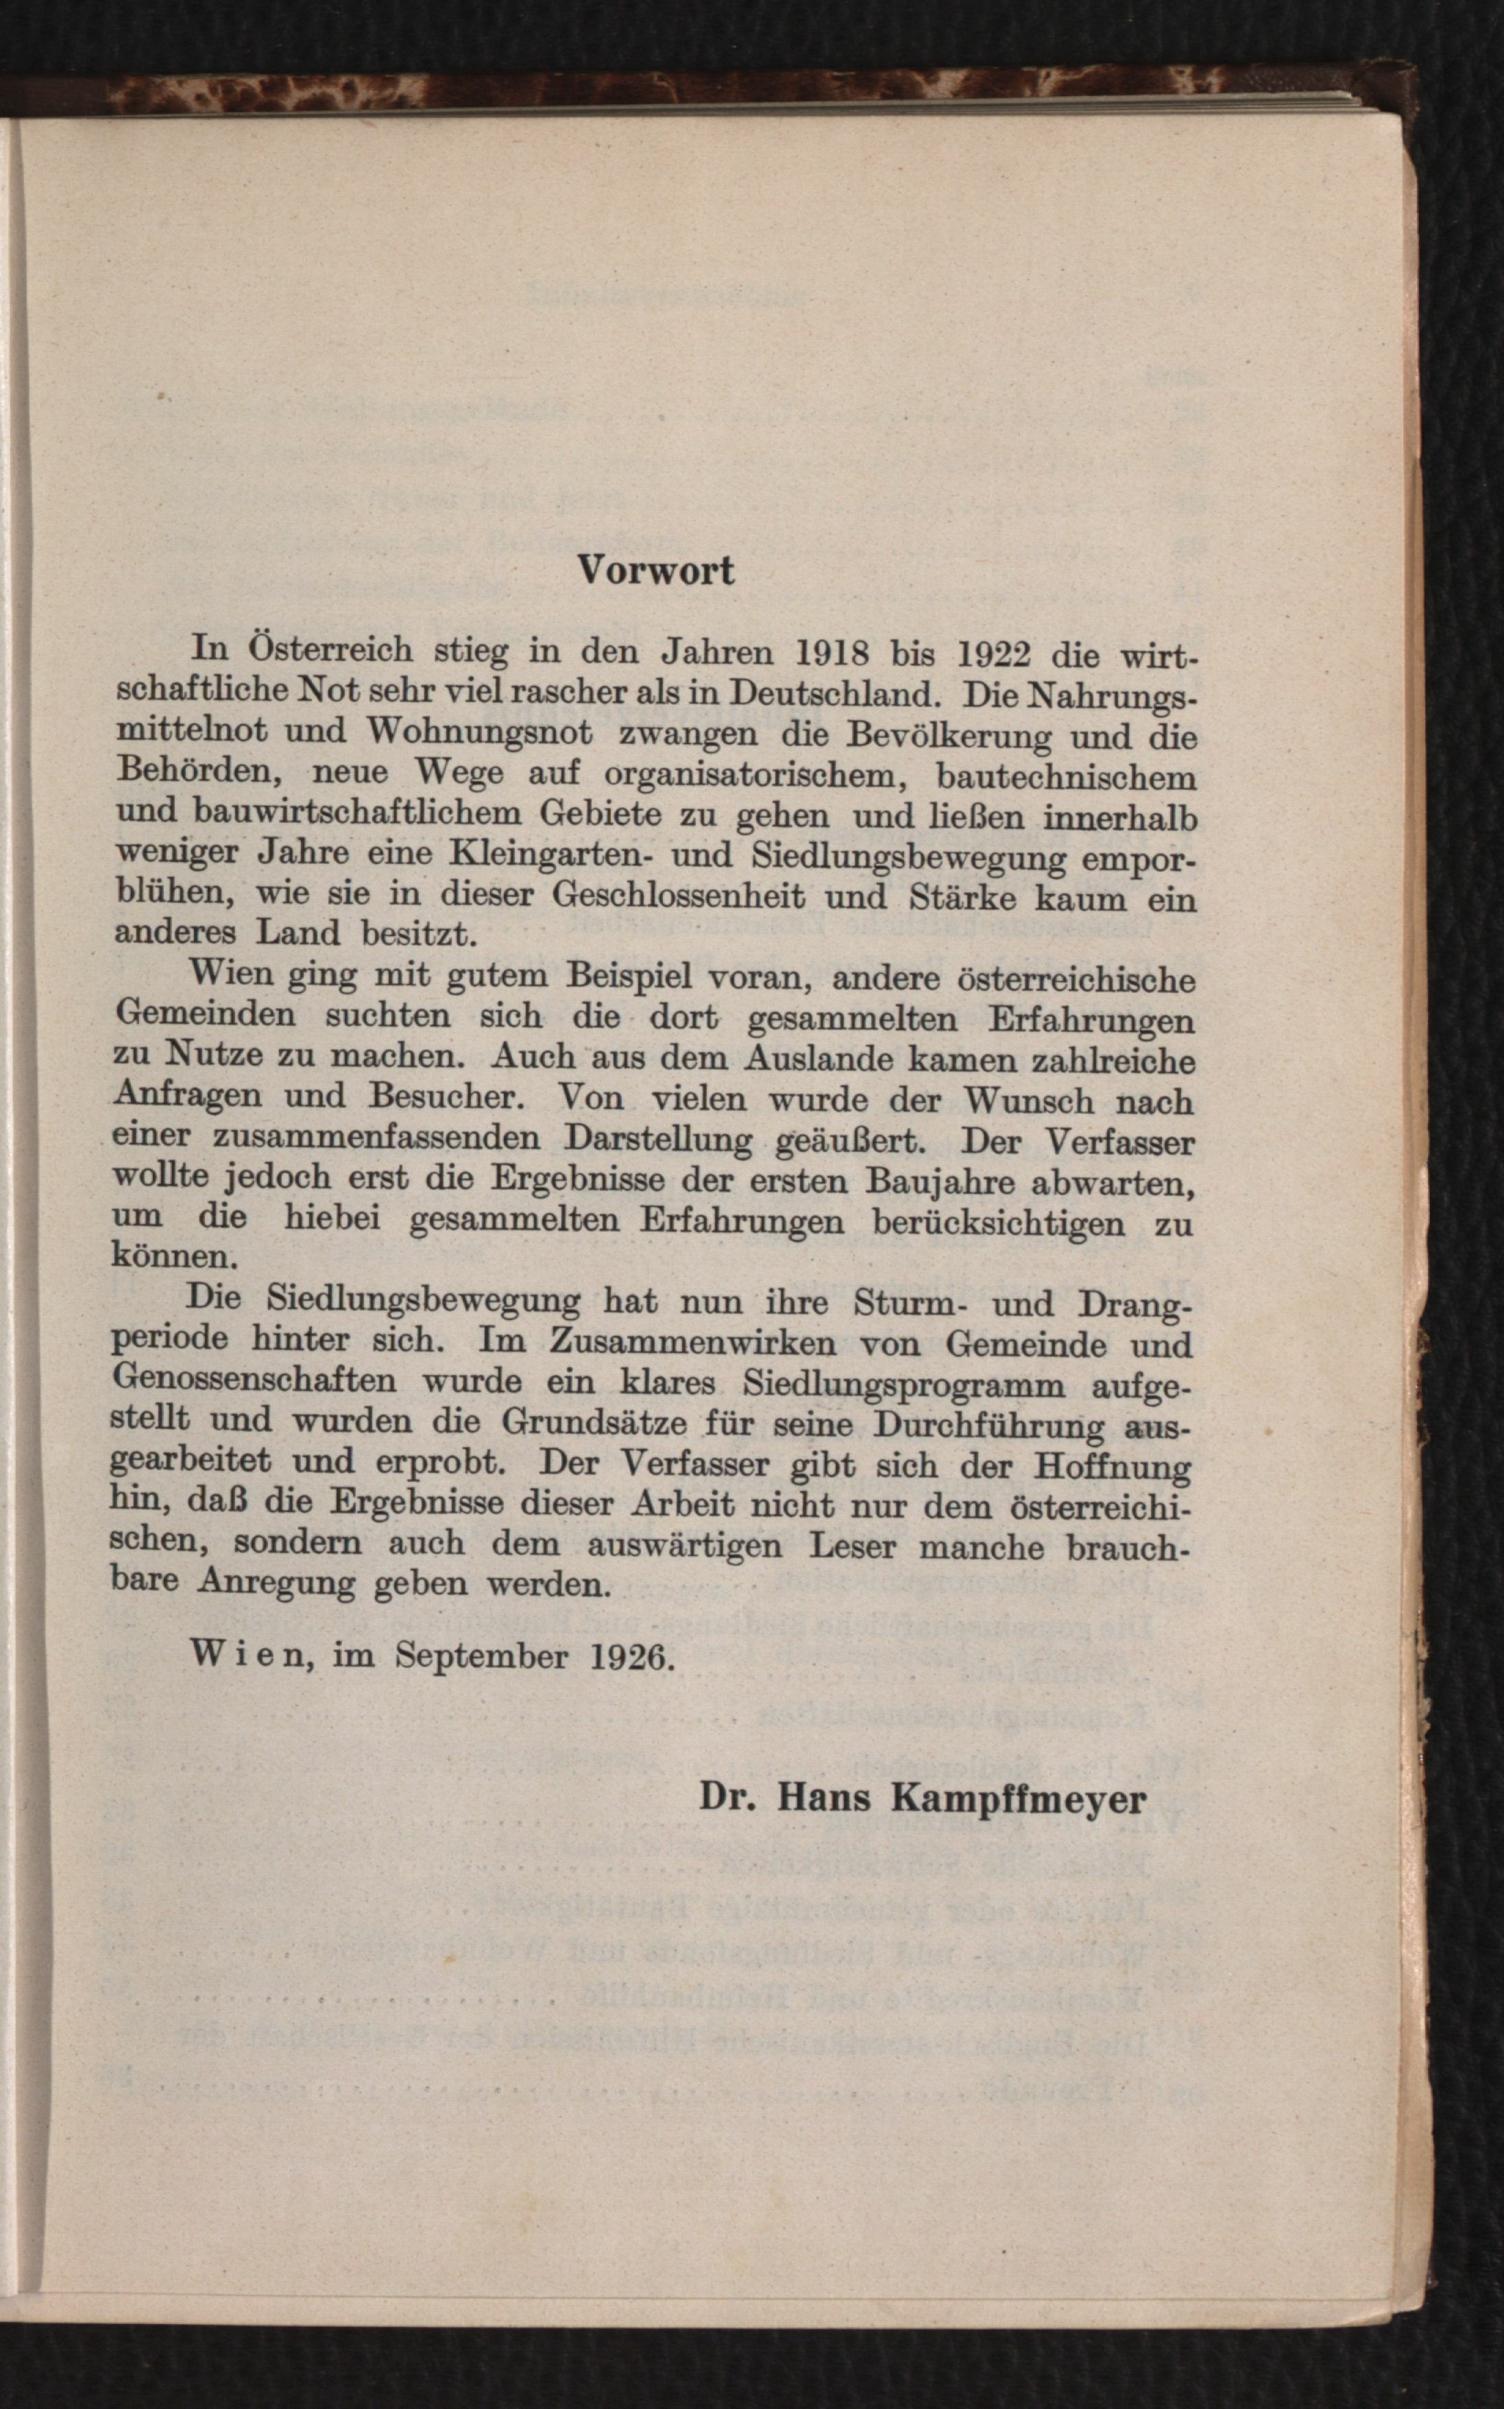 Vorwort
In Österreich stieg in den Jahren 1918 bis 1922 die wirt-
schaftliche Not sehr viel rascher als in Deutschland. Die Nahrungs-
mittelnot und Wohnungsnot zwangen die Bevölkerung und die
Behörden, neue Wege auf organisatorischem, bautechnischem
und bauwirtschaftlichem Gebiete zu gehen und ließen innerhalb
weniger Jahre eine Kleingarten- und Siedlungsbewegung empor-
blühen, wie sie in dieser Geschlossenheit und Stärke kaum ein
anderes Land besitzt.
Wien ging mit gutem Beispiel voran, andere österreichische
Gemeinden suchten sich die dort gesammelten Erfahrungen
zu Nutze zu machen. Auch aus dem Auslande kamen zahlreiche
Anfragen und Besucher. Von vielen wurde der Wunsch nach
einer zusammenfassenden Darstellung geäußert. Der Verfasser
wollte jedoch erst die Ergebnisse der ersten Baujahre abwarten,
um die hiebei gesammelten Erfahrungen berücksichtigen zu
können.
Die Siedlungsbewegung hat nun ihre Sturm- und Drang-
periode hinter sich. Im Zusammenwirken von Gemeinde und
Genossenschaften wurde ein klares Siedlungsprogramm aufge-
stellt und wurden die Grundsätze für seine Durchführung aus-
gearbeitet und erprobt. Der Verfasser gibt sich der Hoffnung
hin, daß die Ergebnisse dieser Arbeit nicht nur dem österreichi-
schen, sondern auch dem auswärtigen Leser manche brauch-
bare Anregung geben werden.
Wien, im September 1926.
Dr. Hans Kampffmeyer